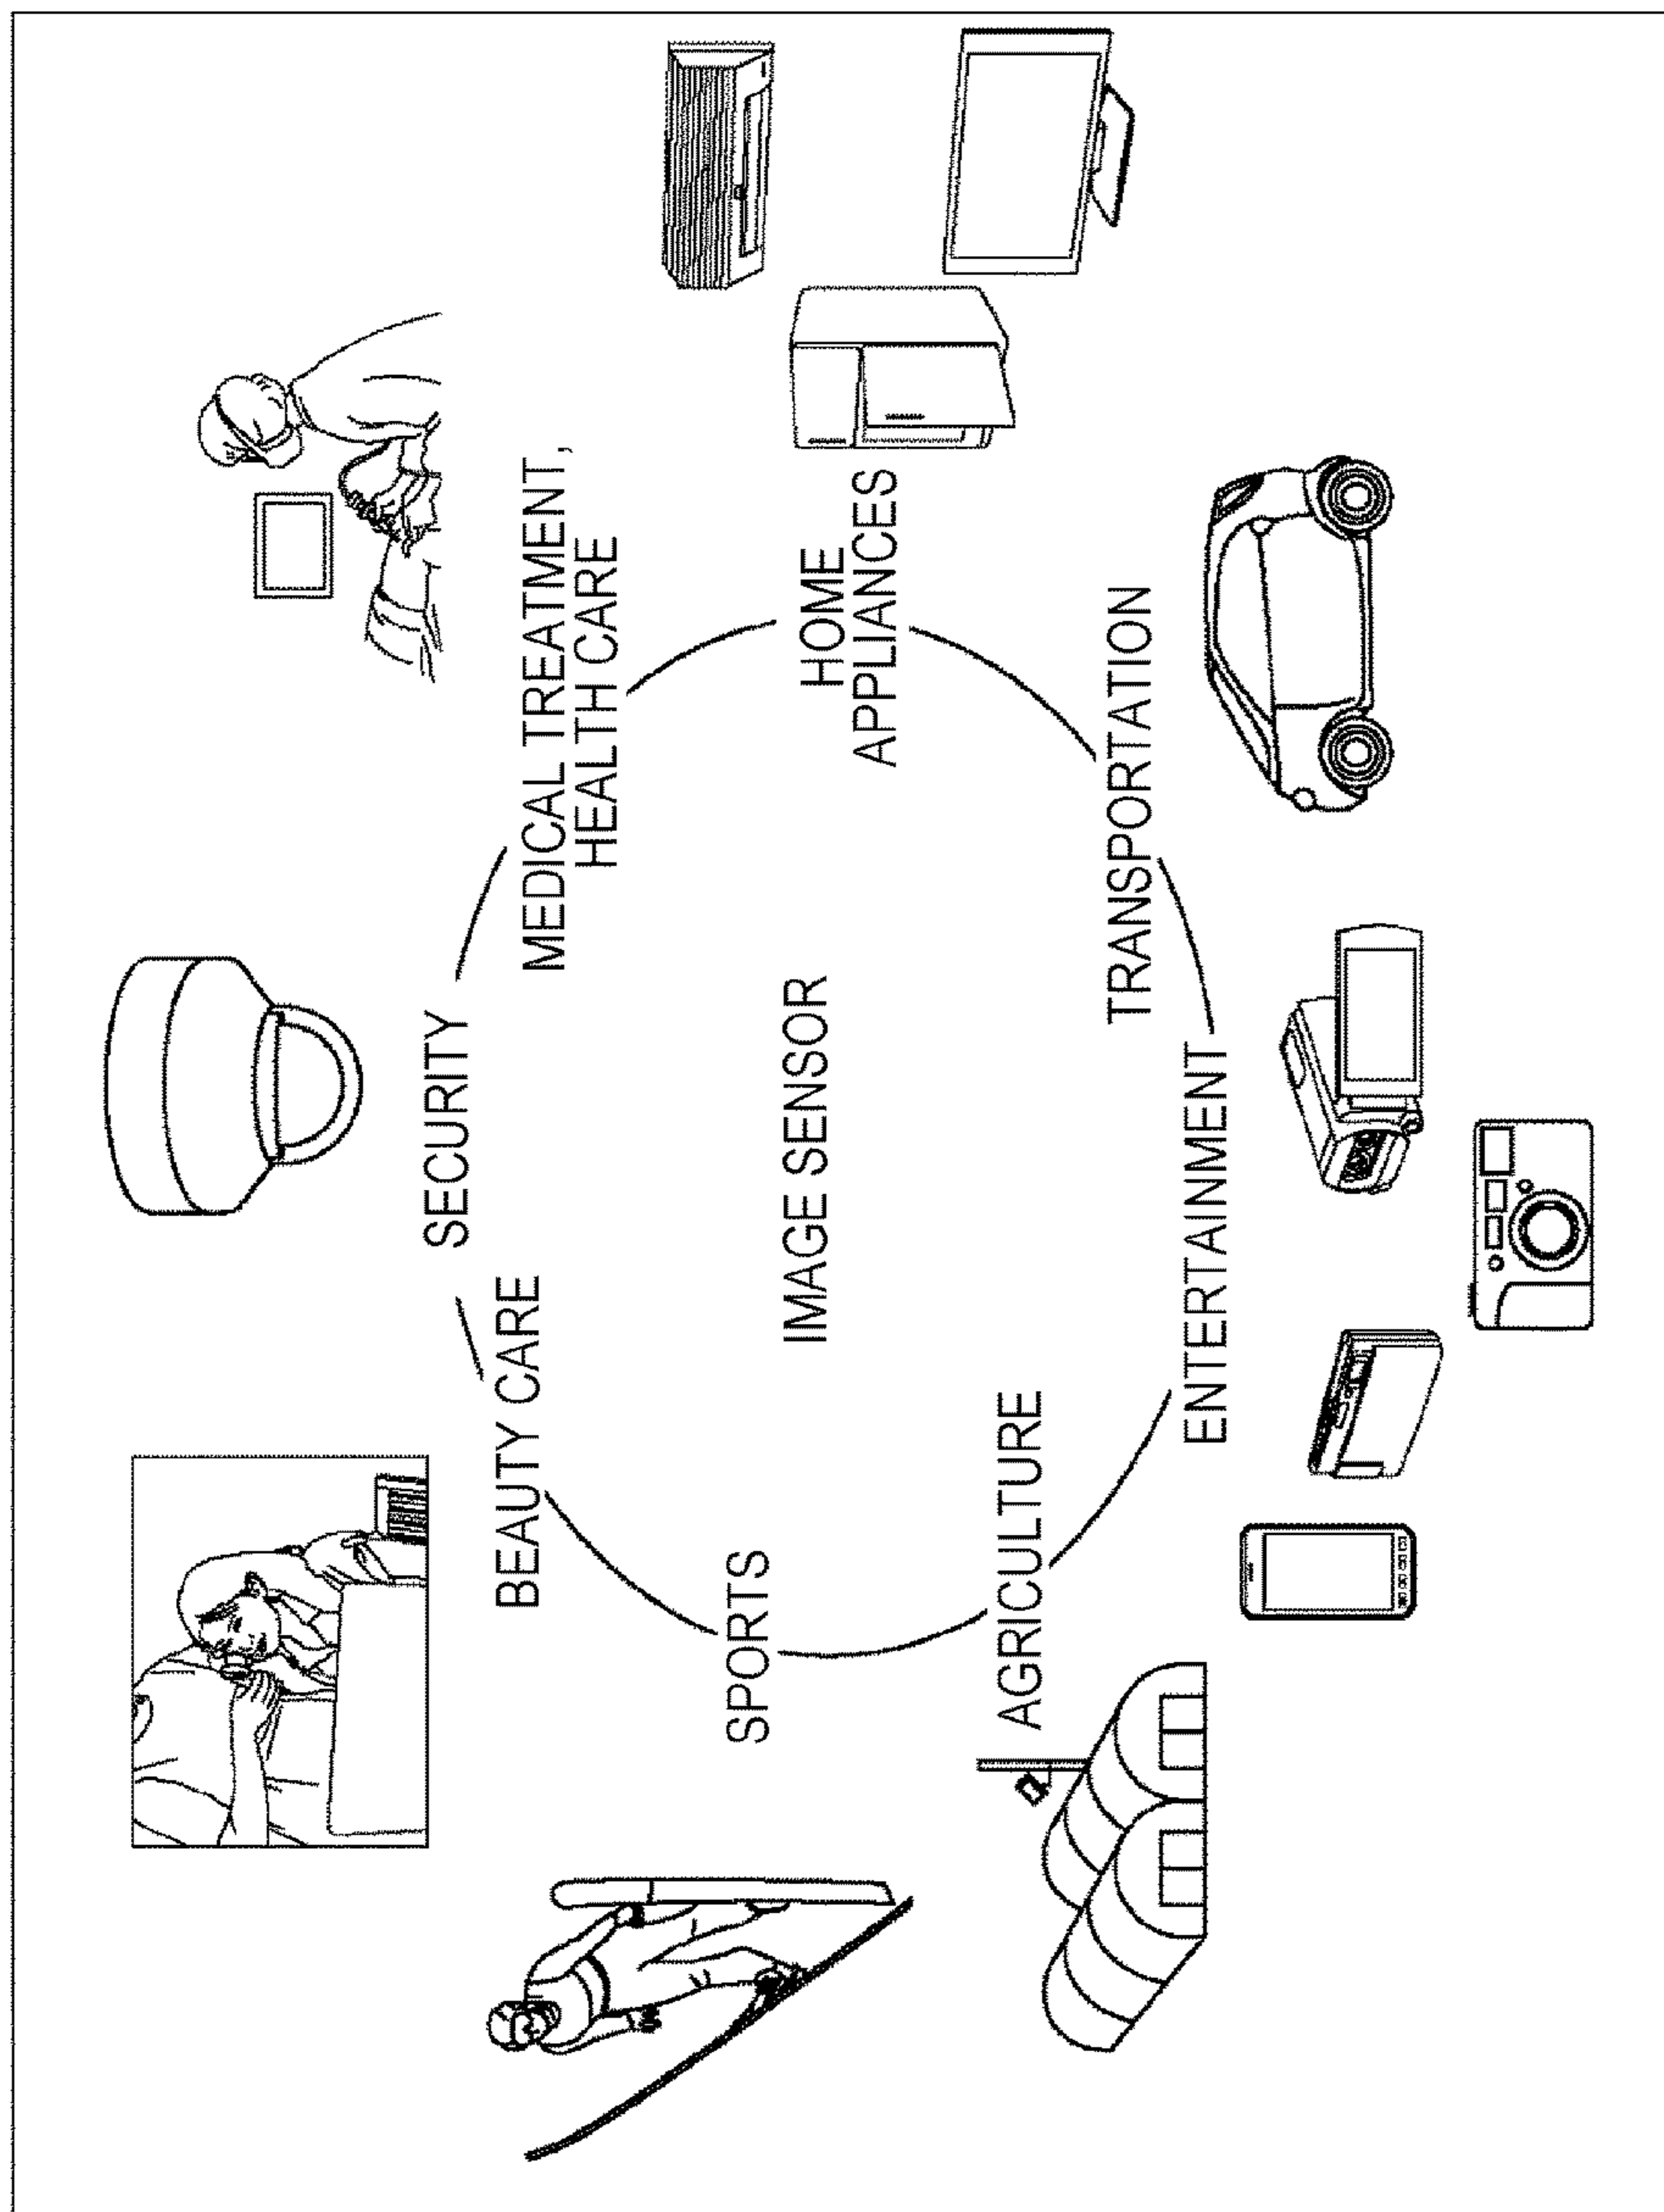 SECURITY
MEDICAL TREATMENT,
HEALTH CARE
HOME
APPLIANCES
TRANSPORTATION
ENTERTAINMENT
AGRICULTURE
SPORTS
BEAUTY CARE
IMAGE SENSOR